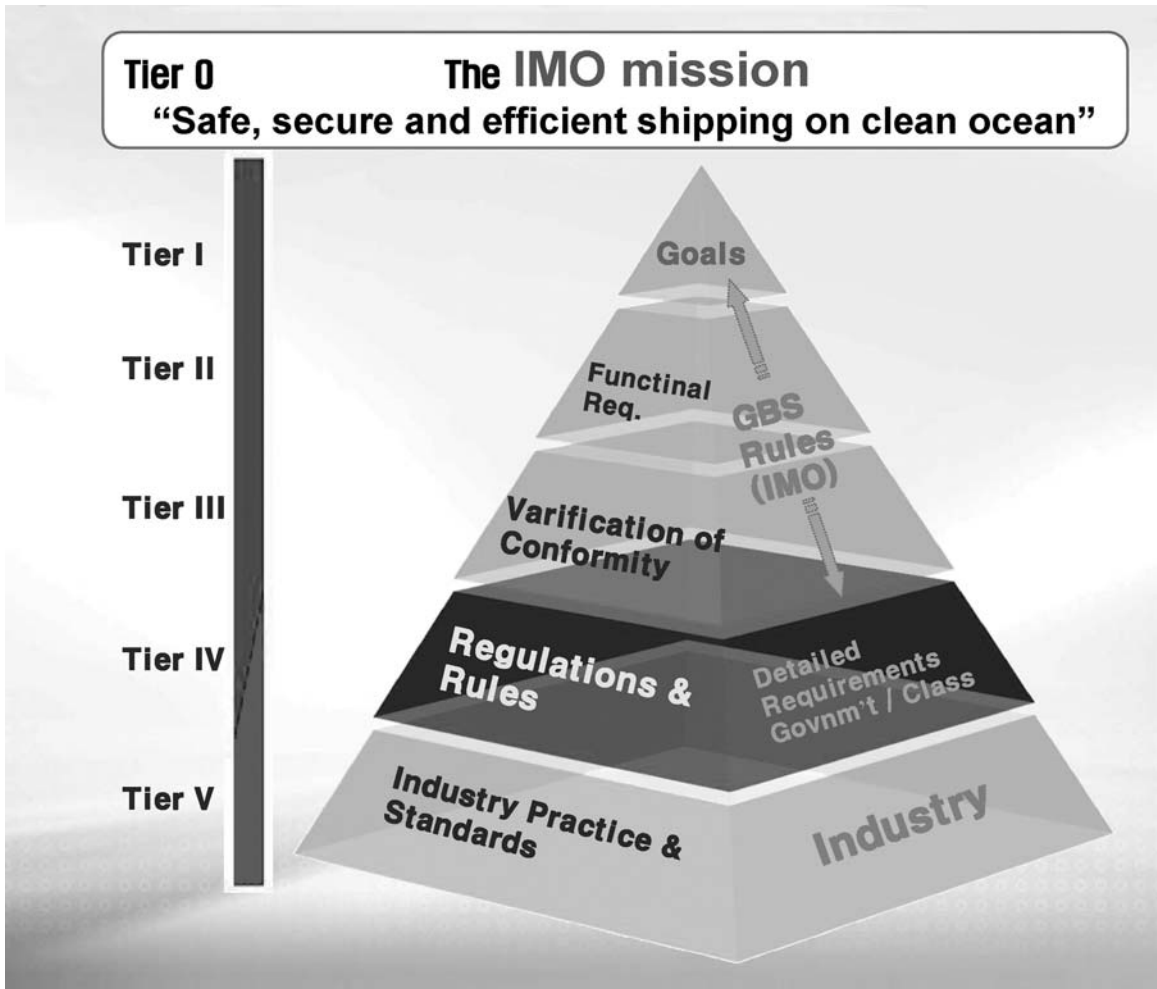 Tier 0 The IMO mission
“Safe, secure and efficient shipping on clean ocean”
Tier I
Goals
Tier II
Functinal
Req.
GBS
Rules
(IMO)
Tier III
Varification of
Conformity
Tier IV
Regulations &
Rules
Detailed
Requirements
Govnm't / Class
Tier V
Industry Practice &
Standards
Industry